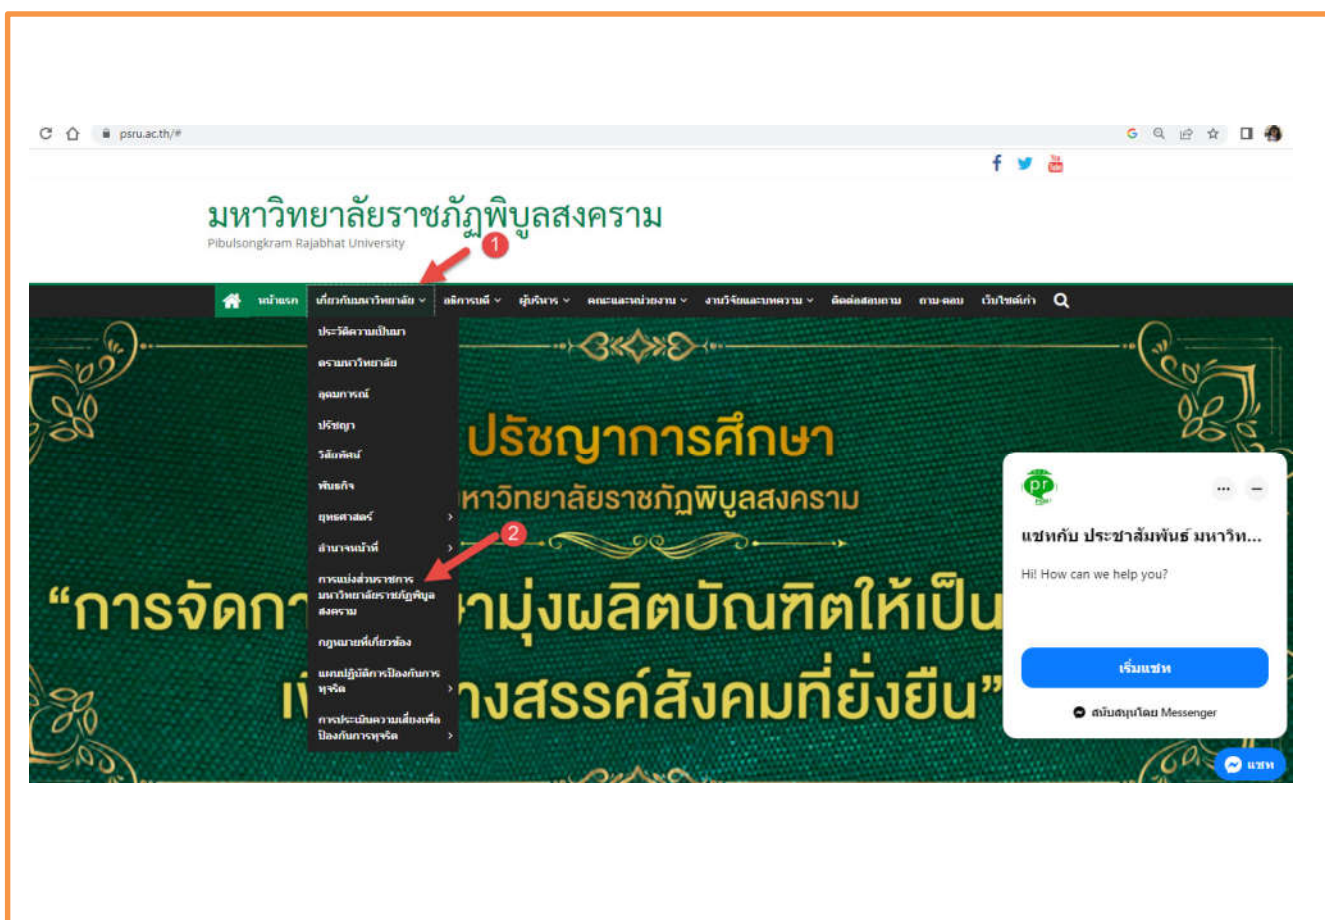 psru.ac.th/#
You
Tube
มหาวิทยาลัยราชภัฏพิบูลสงคราม
Pibulsongkram Rajabhat University
1
หน้าแรก เกี่ยวกับมหาวิทยาลัย อธิการบดี ผู้บริหาร คณะและหน่วยงาน งานวิจัยและบทความ ติดต่อสอบถาม ถาม-ตอบ เว็บไซต์เก่า
ประวัติความเป็นมา
ตรามหาวิทยาลัย
อุดมการณ์
ปรัชญา
วิสัยทัศน์
พันธกิจ
ยุทธศาสตร์
อำนาจหน้าที่
2
การแบ่งส่วนราชการ
มหาวิทยาลัยราชภัฏพิบูล
สงคราม
กฎหมายที่เกี่ยวข้อง
แผนปฏิบัติการป้องกันการ
ทุจริต
การประเมินความเสี่ยงเพื่อ
ป้องกันการทุจริต
ปรัชญาการศึกษา
หาวิทยาลัยราชภัฏพิบูลสงคราม
“การจัดกา ามุ่งผลิตบัณฑิตให้เป็น
เ างสรรค์สังคมที่ยั่งยืน”
pr
PSRU
แชทกับ ประชาสัมพันธ์ มหาวิท...
Hi! How can we help you?
เริ่มแชท
สนับสนุนโดย Messenger
แชท